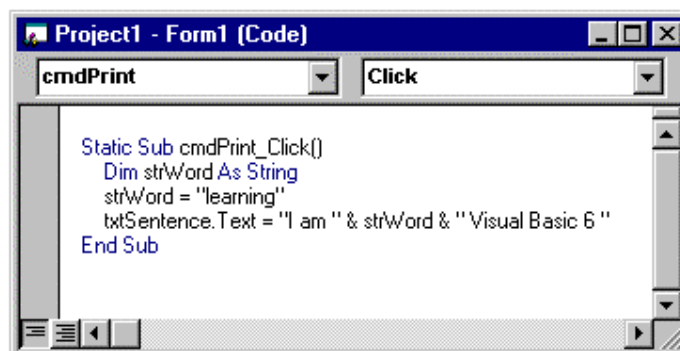 Project1 - Form1 (Code)
cmdPrint Click
Static Sub cmdPrint_Click()
Dim strWord As String
strWord = "learning"
txtSentence.Text = "I am " & strWord & " Visual Basic 6 "
End Sub